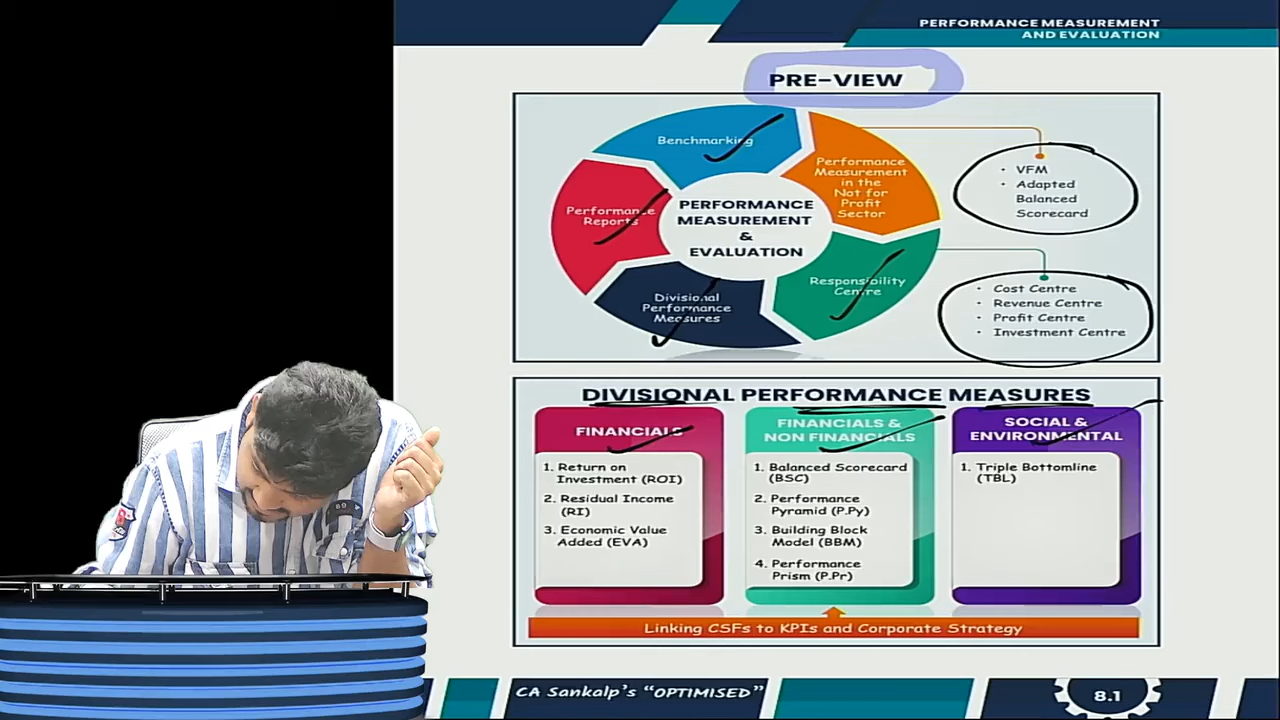 PERFORMANCE MEASUREMENT
AND EVALUATION
PRE-VIEW
Benchmarking
Performance
Measurement
in the
Not for
Profit
Sector
• VFM
• Adapted
Balanced
Scorecard
Performance
Reports
PERFORMANCE
MEASUREMENT
&
EVALUATION
Divisional
Performance
Measures
Responsibility
Centre
• Cost Centre
• Revenue Centre
• Profit Centre
• Investment Centre
DIVISIONAL PERFORMANCE MEASURES
FINANCIALS
1. Return on
Investment (ROI)
2. Residual Income
(RI)
3. Economic Value
Added (EVA)
FINANCIALS &
NON FINANCIALS
1. Balanced Scorecard
(BSC)
2. Performance
Pyramid (P.Py)
3. Building Block
Model (BBM)
4. Performance
Prism (P.Pr)
SOCIAL &
ENVIRONMENTAL
1. Triple Bottomline
(TBL)
Linking CSFs to KPIs and Corporate Strategy
CA Sankalp's "OPTIMISED"
8.1